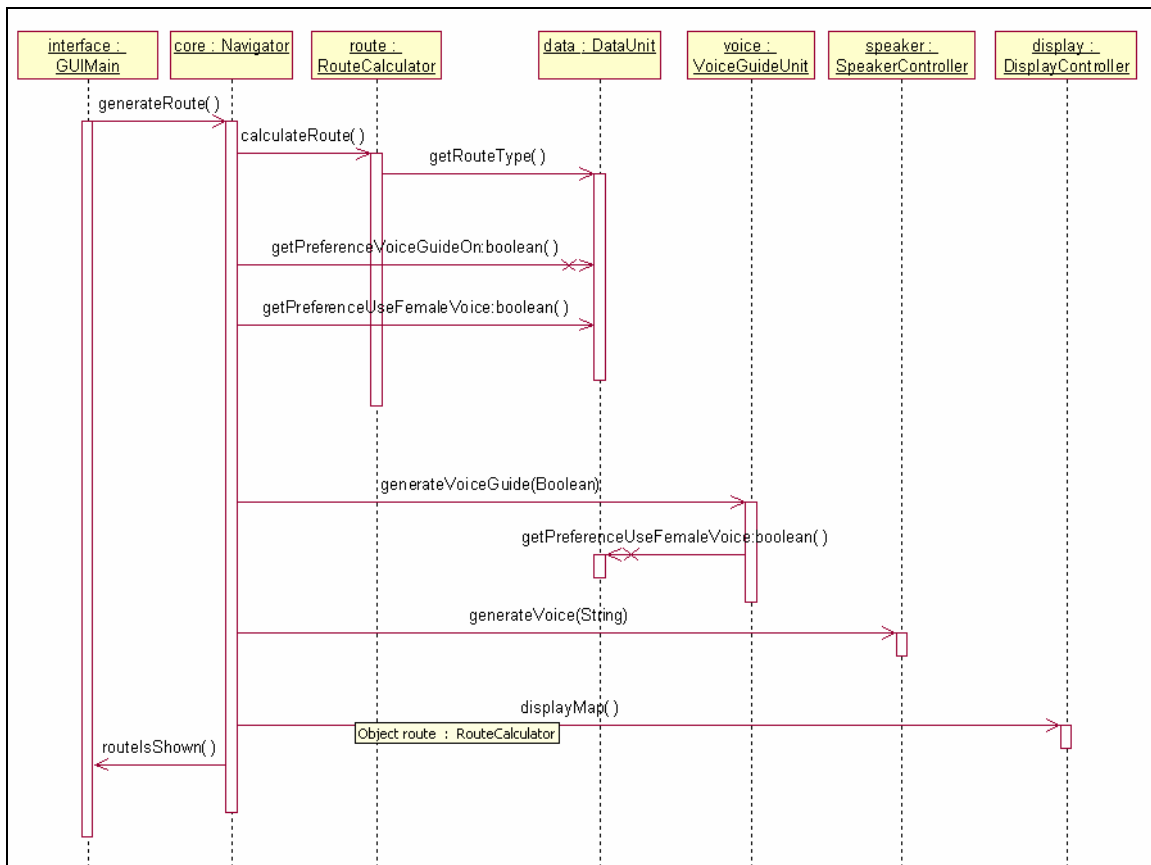 interface :
GUIMain
core : Navigator
route :
RouteCalculator
data : DataUnit
voice :
VoiceGuideUnit
speaker :
SpeakerController
display :
DisplayController
generateRoute( )
calculateRoute( )
getRouteType( )
getPreferenceVoiceGuideOn:boolean( )
getPreferenceUseFemaleVoice:boolean( )
generateVoiceGuide(Boolean)
getPreferenceUseFemaleVoice:boolean( )
generateVoice(String)
displayMap( )
Object route : RouteCalculator
routeIsShown( )